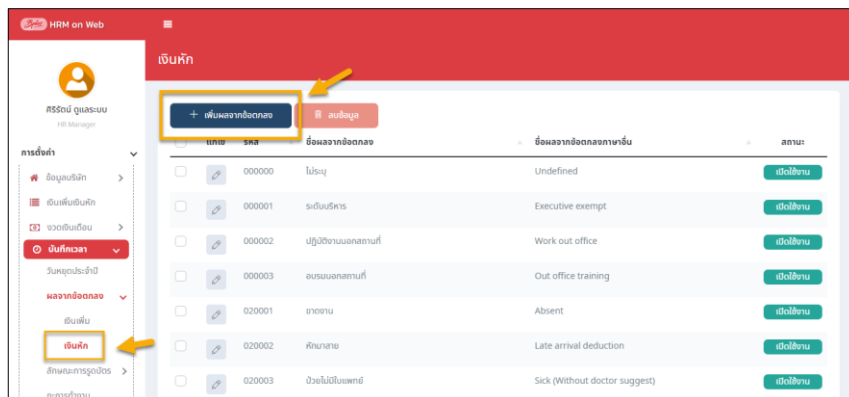 HRM on Web
เงินหัก
ศิริรัตน์ ดูแลระบบ
HR Manager
การตั้งค่า
ข้อมูลบริษัท
เงินเพิ่มเงินหัก
งวดเงินเดือน
บันทึกเวลา
วันหยุดประจำปี
ผลจากข้อตกลง
เงินเพิ่ม
เงินหัก
ลักษณะการรูดบัตร
กะการทำงาน
+ เพิ่มผลจากข้อตกลง
ลบข้อมูล
แก้ไข รหัส ชื่อผลจากข้อตกลง ชื่อผลจากข้อตกลงภาษาอื่น สถานะ
000000 ไม่ระบุ Undefined เปิดใช้งาน
000001 ระดับบริหาร Executive exempt เปิดใช้งาน
000002 ปฏิบัติงานนอกสถานที่ Work out office เปิดใช้งาน
000003 อบรมนอกสถานที่ Out office training เปิดใช้งาน
020001 ขาดงาน Absent เปิดใช้งาน
020002 หักมาสาย Late arrival deduction เปิดใช้งาน
020003 ป่วยไม่มีใบแพทย์ Sick (Without doctor suggest) เปิดใช้งาน